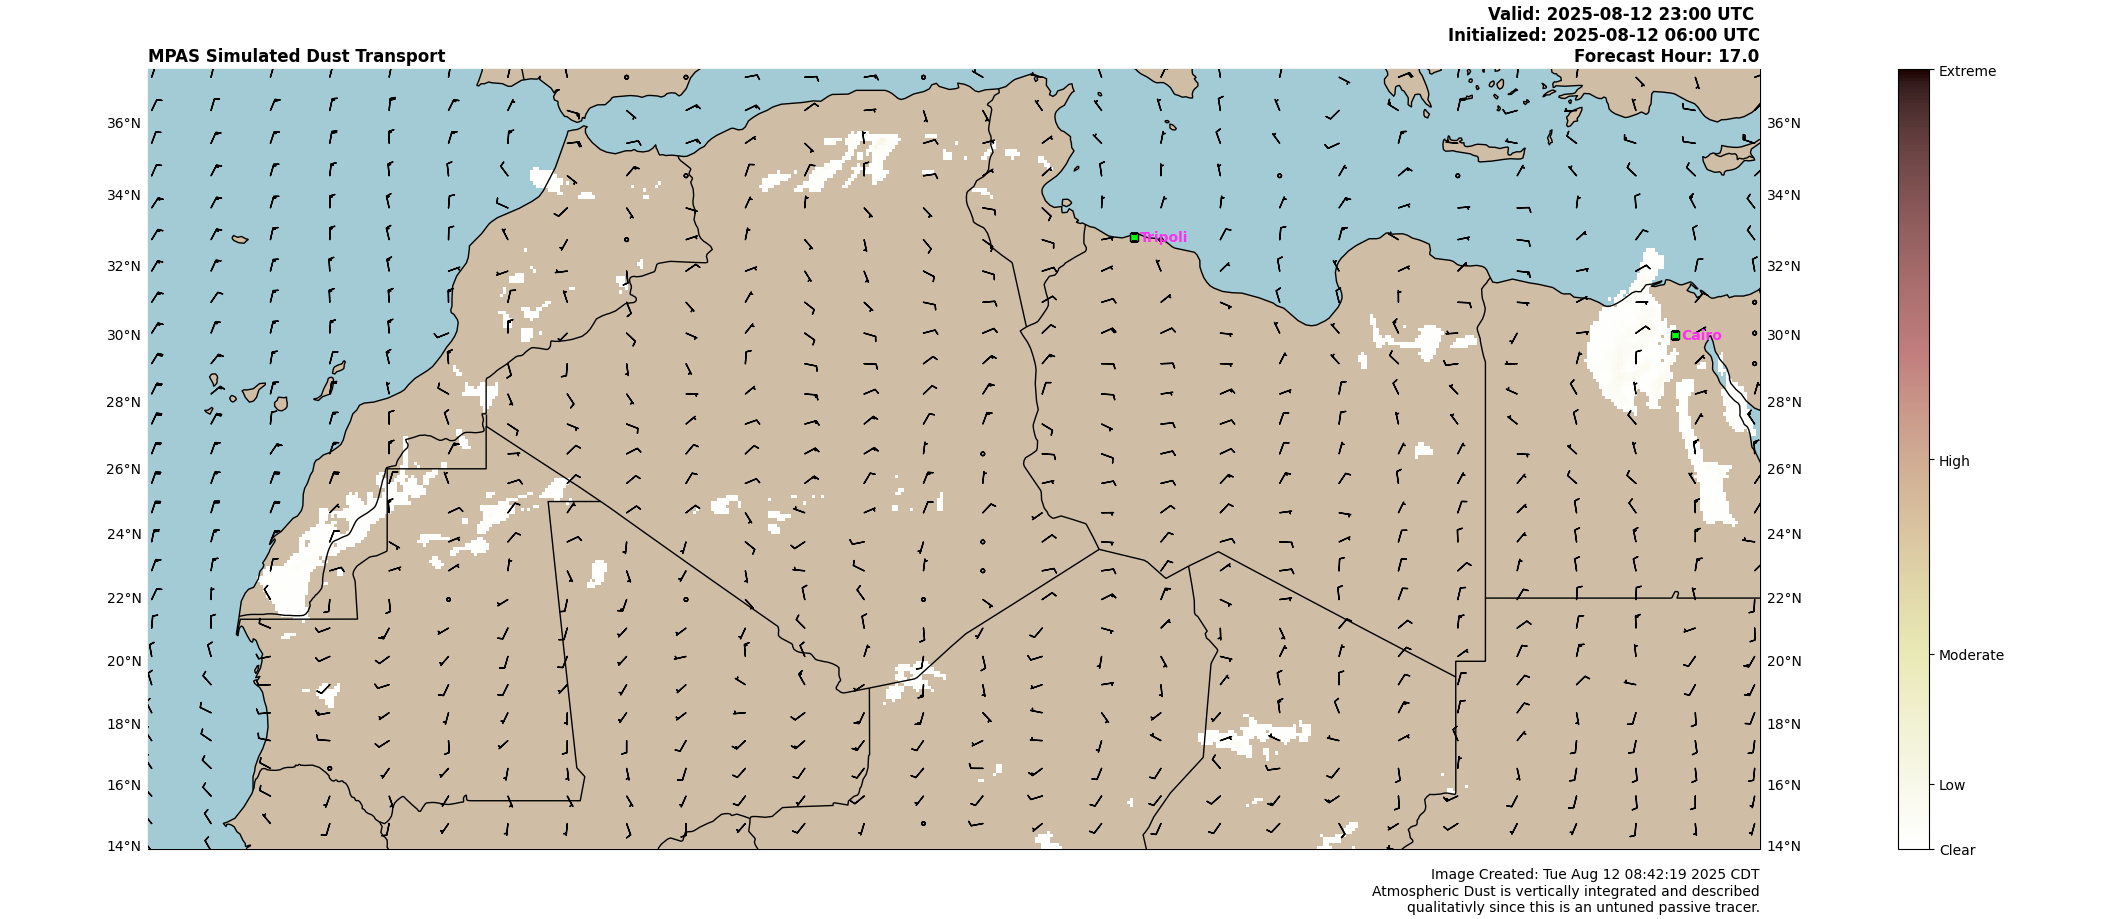 Valid: 2025-08-12 23:00 UTC
Initialized: 2025-08-12 06:00 UTC
MPAS Simulated Dust Transport
Forecast Hour: 17.0
Extreme
36°N
36°N
34°N
34°N
Tripoli
32°N
32°N
30°N
Cairo
30°N
28°N
28°N
26°N
26°N
High
24°N
24°N
22°N
22°N
20°N
20°N
Moderate
18°N
18°N
16°N
16°N
Low
14°N
14°N
Clear
Image Created: Tue Aug 12 08:42:19 2025 CDT
Atmospheric Dust is vertically integrated and described
qualitativly since this is an untuned passive tracer.